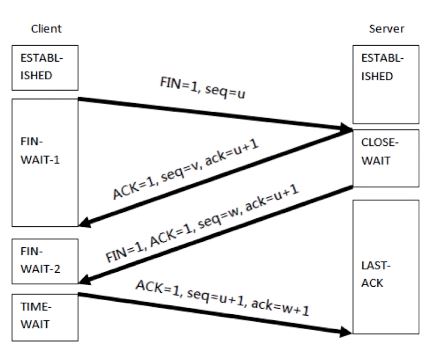 Client
Server
ESTABL-
ISHED
ESTABL-
ISHED
FIN=1, seq=u
FIN-
WAIT-1
CLOSE-
WAIT
ACK=1, seq=v, ack=u+1
FIN=1, ACK=1, seq=w, ack=u+1
FIN-
WAIT-2
LAST-
ACK
TIME-
WAIT
ACK=1, seq=u+1, ack=w+1